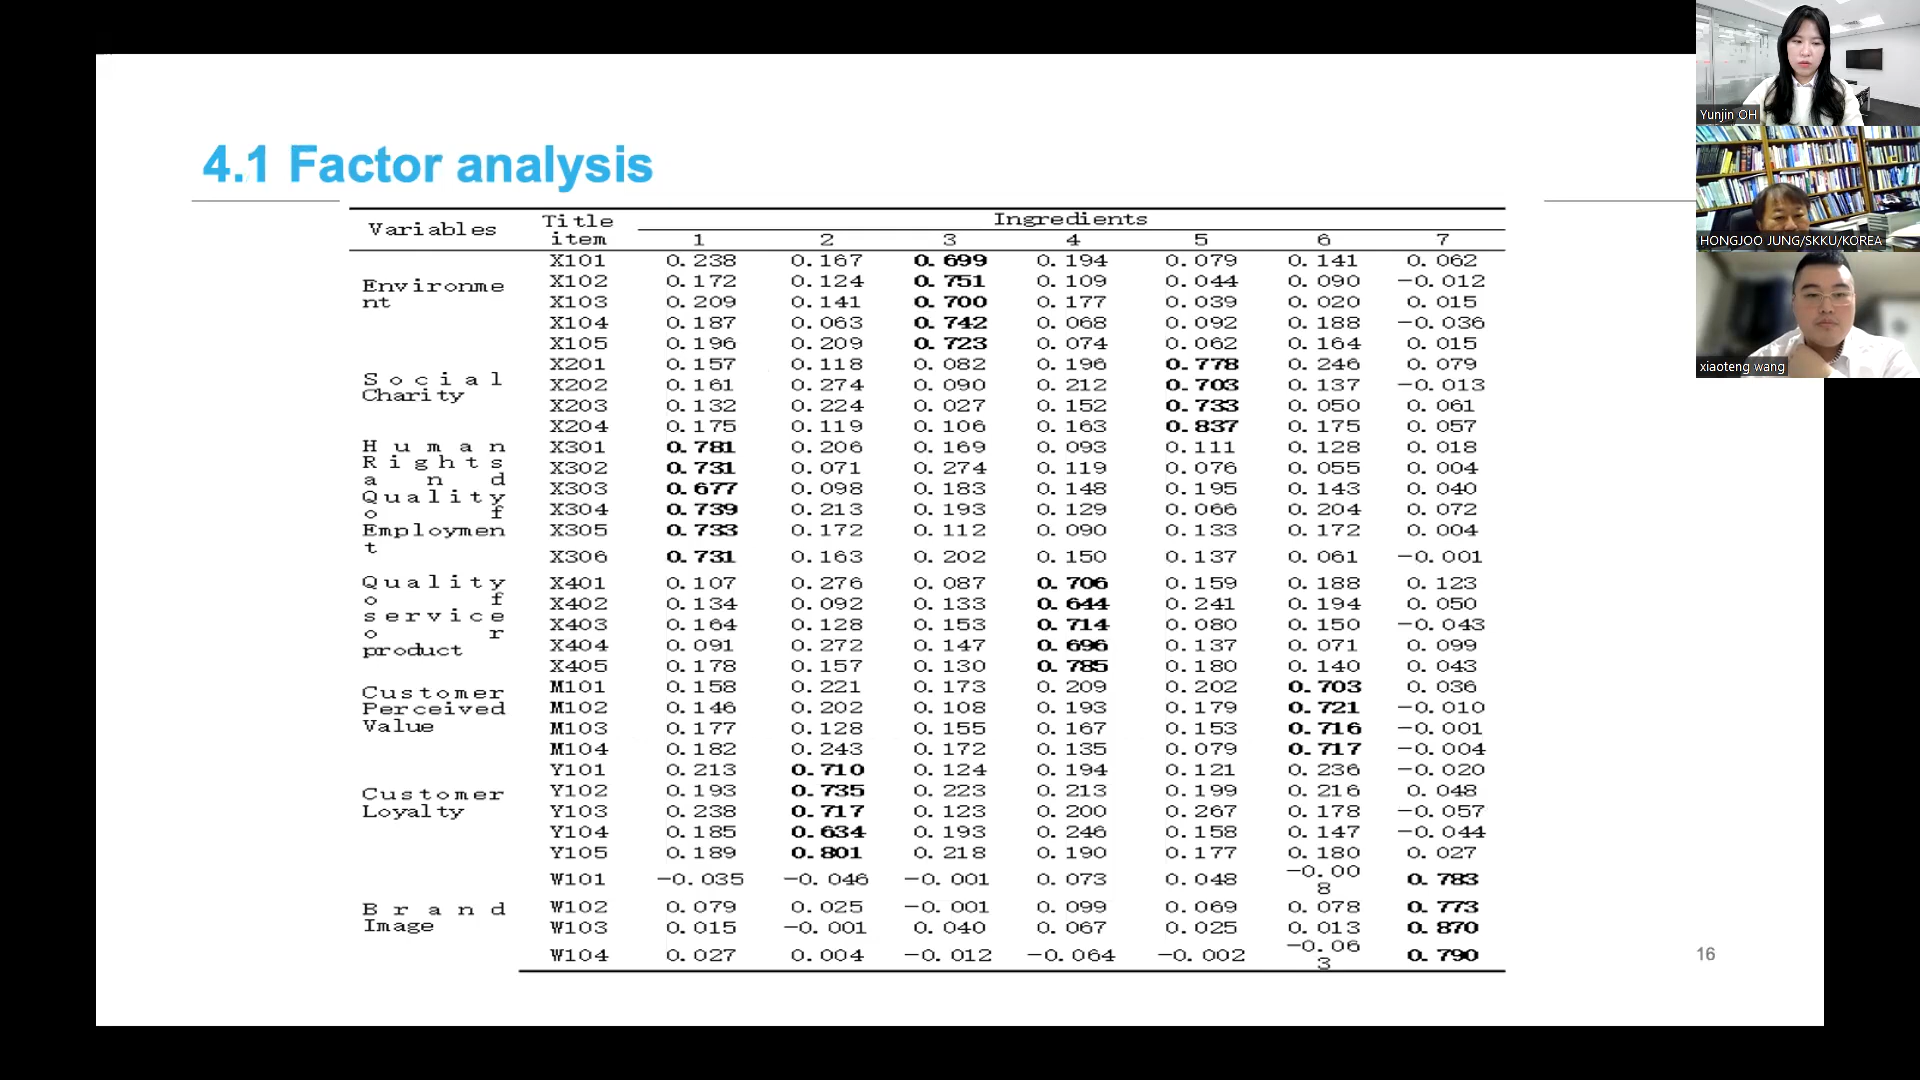 4.1 Factor analysis
Variables Title item Ingredients
1 2 3 4 5 6 7
Environme
nt
X101 0.238 0.167 0.699 0.194 0.079 0.141 0.062
X102 0.172 0.124 0.751 0.109 0.044 0.090 −0.012
X103 0.209 0.141 0.700 0.177 0.039 0.020 0.015
X104 0.187 0.063 0.742 0.068 0.092 0.188 −0.036
X105 0.196 0.209 0.723 0.074 0.062 0.164 0.015
Social
Charity
X201 0.157 0.118 0.082 0.196 0.778 0.246 0.079
X202 0.161 0.274 0.090 0.212 0.703 0.137 −0.013
X203 0.132 0.224 0.027 0.152 0.733 0.050 0.061
X204 0.175 0.119 0.106 0.163 0.837 0.175 0.057
Human
Rights
and
Quality
of
Employmen
t
X301 0.781 0.206 0.169 0.093 0.111 0.128 0.018
X302 0.731 0.071 0.274 0.119 0.076 0.055 0.004
X303 0.677 0.098 0.183 0.148 0.195 0.143 0.040
X304 0.739 0.213 0.193 0.129 0.066 0.204 0.072
X305 0.733 0.172 0.112 0.090 0.133 0.172 0.004
X306 0.731 0.163 0.202 0.150 0.137 0.061 −0.001
Quality
of
service
or
product
X401 0.107 0.276 0.087 0.706 0.159 0.188 0.123
X402 0.134 0.092 0.133 0.644 0.241 0.194 0.050
X403 0.164 0.128 0.153 0.714 0.080 0.150 −0.043
X404 0.091 0.272 0.147 0.696 0.137 0.071 0.099
X405 0.178 0.157 0.130 0.785 0.180 0.140 0.043
Customer
Perceived
Value
M101 0.158 0.221 0.173 0.209 0.202 0.703 0.036
M102 0.146 0.202 0.108 0.193 0.179 0.721 −0.010
M103 0.177 0.128 0.155 0.167 0.153 0.716 −0.001
M104 0.182 0.243 0.172 0.135 0.079 0.717 −0.004
Customer
Loyalty
Y101 0.213 0.710 0.124 0.194 0.121 0.236 −0.020
Y102 0.193 0.735 0.223 0.213 0.199 0.216 0.048
Y103 0.238 0.717 0.123 0.200 0.267 0.178 −0.057
Y104 0.185 0.634 0.193 0.246 0.158 0.147 −0.044
Y105 0.189 0.801 0.218 0.190 0.177 0.180 0.027
Brand
Image
W101 −0.035 −0.046 −0.001 0.073 0.048 −0.008 0.783
W102 0.079 0.025 −0.001 0.099 0.069 0.078 0.773
W103 0.015 −0.001 0.040 0.067 0.025 0.013 0.870
W104 0.027 0.004 −0.012 −0.064 −0.002 −0.063 0.790
16
Yunjin OH
HONGJOO JUNG/SKKU/KOREA
xiaoteng wang